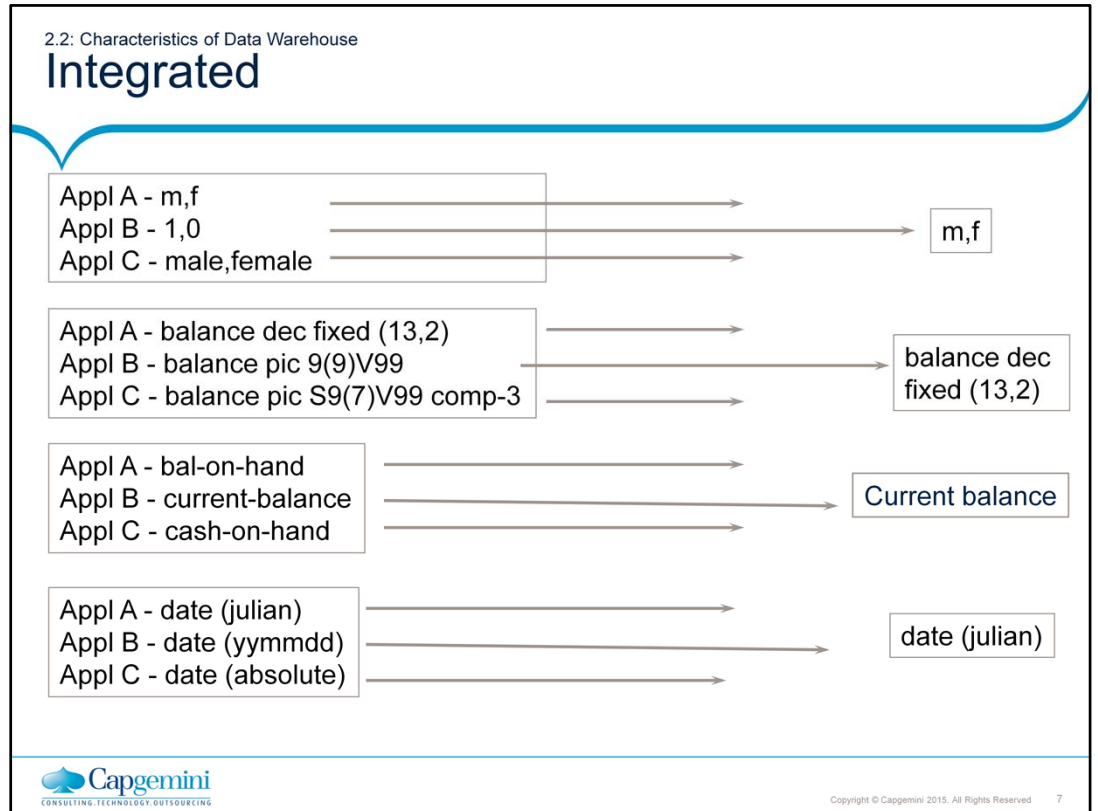 2.2: Characteristics of Data Warehouse
Integrated
Appl A - m,f
Appl B - 1,0
Appl C - male,female
m,f
Appl A - balance dec fixed (13,2)
Appl B - balance pic 9(9)V99
Appl C - balance pic S9(7)V99 comp-3
balance dec
fixed (13,2)
Appl A - bal-on-hand
Appl B - current-balance
Appl C - cash-on-hand
Current balance
Appl A - date (julian)
Appl B - date (yymmdd)
Appl C - date (absolute)
date (julian)
Capgemini
CONSULTING.TECHNOLOGY.OUTSOURCING
Copyright © Capgemini 2015. All Rights Reserved 7